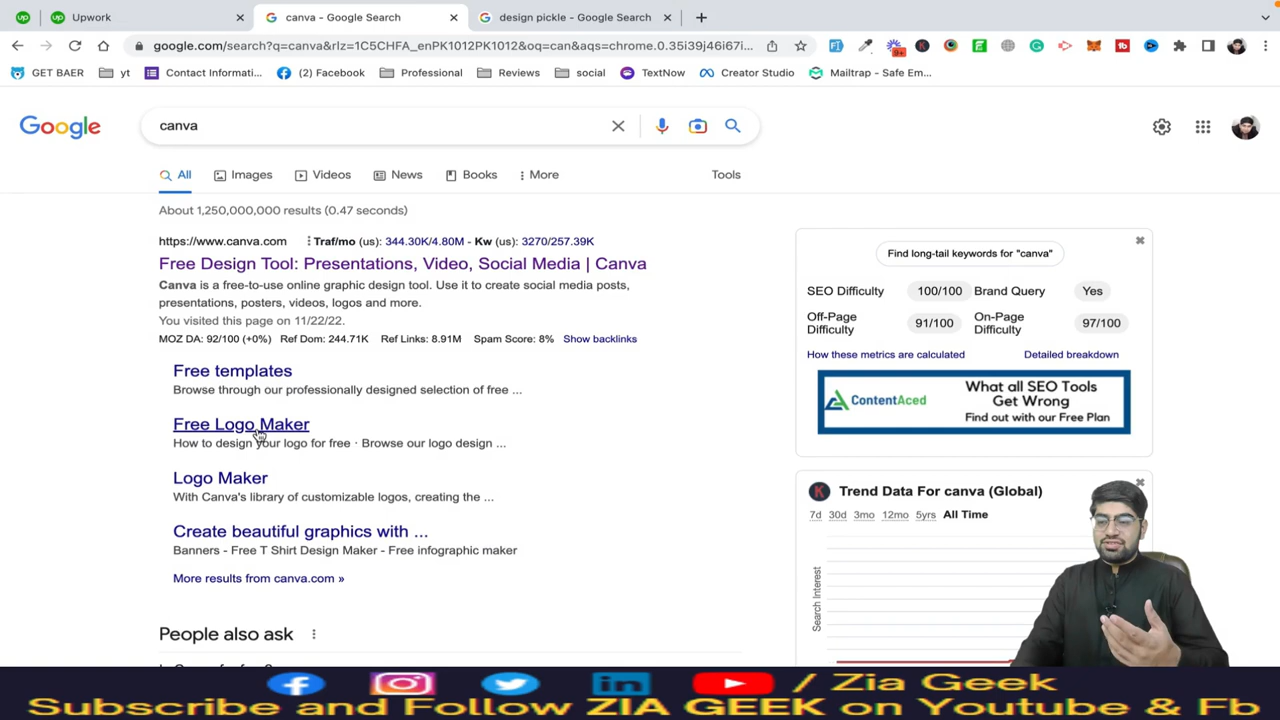 Upwork
canva - Google Search
design pickle - Google Search
google.com/search?q=canva&rlz=1C5CHFA_enPK1012PK1012&oq=can&aqs=chrome.0.35i39j46i67i...
9+
GET BAER
yt
Contact Informati...
(2) Facebook
Professional
Reviews
social
TextNow
Creator Studio
Mailtrap - Safe Em...
Google
canva
All
Images
Videos
News
Books
More
Tools
About 1,250,000,000 results (0.47 seconds)
https://www.canva.com
Traf/mo (us): 344.30K/4.80M - Kw (us): 3270/257.39K
Free Design Tool: Presentations, Video, Social Media | Canva
Canva is a free-to-use online graphic design tool. Use it to create social media posts,
presentations, posters, videos, logos and more.
You visited this page on 11/22/22.
MOZ DA: 92/100 (+0%) Ref Dom: 244.71K Ref Links: 8.91M Spam Score: 8% Show backlinks
Free templates
Browse through our professionally designed selection of free ...
Free Logo Maker
How to design your logo for free · Browse our logo design ...
Logo Maker
With Canva's library of customizable logos, creating the ...
Create beautiful graphics with ...
Banners - Free T Shirt Design Maker - Free infographic maker
More results from canva.com »
People also ask
Find long-tail keywords for "canva"
SEO Difficulty 100/100 Brand Query Yes
Off-Page Difficulty 91/100 On-Page Difficulty 97/100
How these metrics are calculated
Detailed breakdown
ContentAced
What all SEO Tools
Get Wrong
Find out with our Free Plan
Trend Data For canva (Global)
7d 30d 3mo 12mo 5yrs All Time
Search Interest
/ Zia Geek
Subscribe and Follow ZIA GEEK on Youtube & Fb